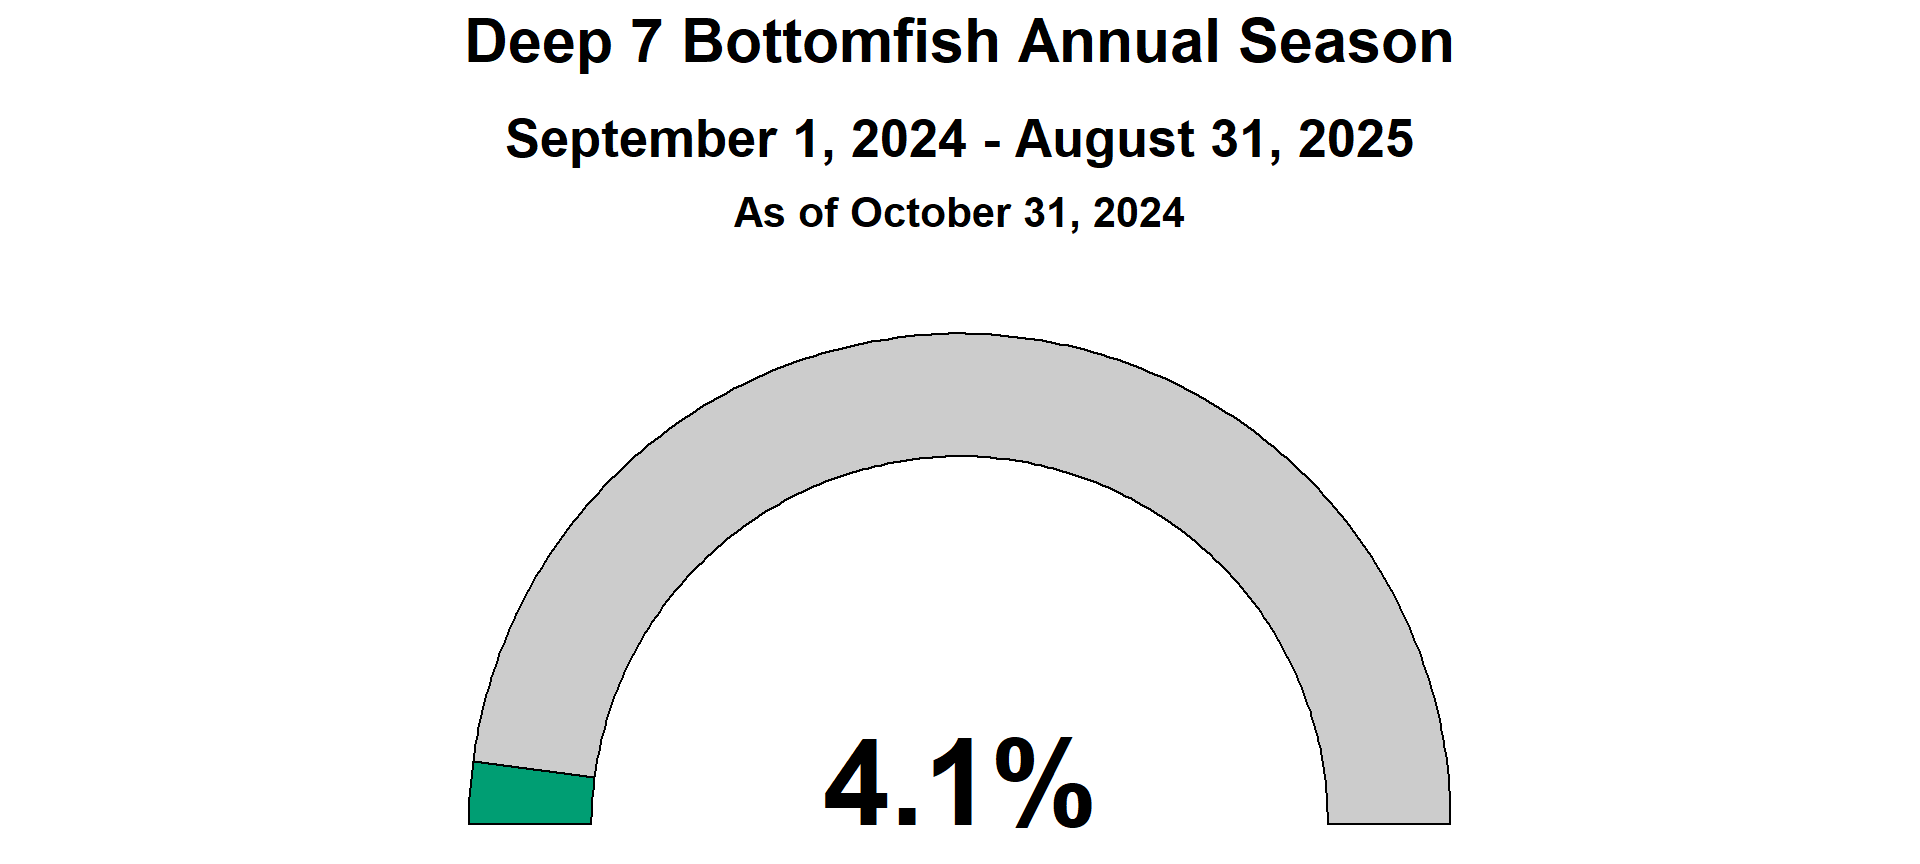 Deep 7 Bottomfish Annual Season
September 1, 2024 - August 31, 2025
As of October 31, 2024
4.1%